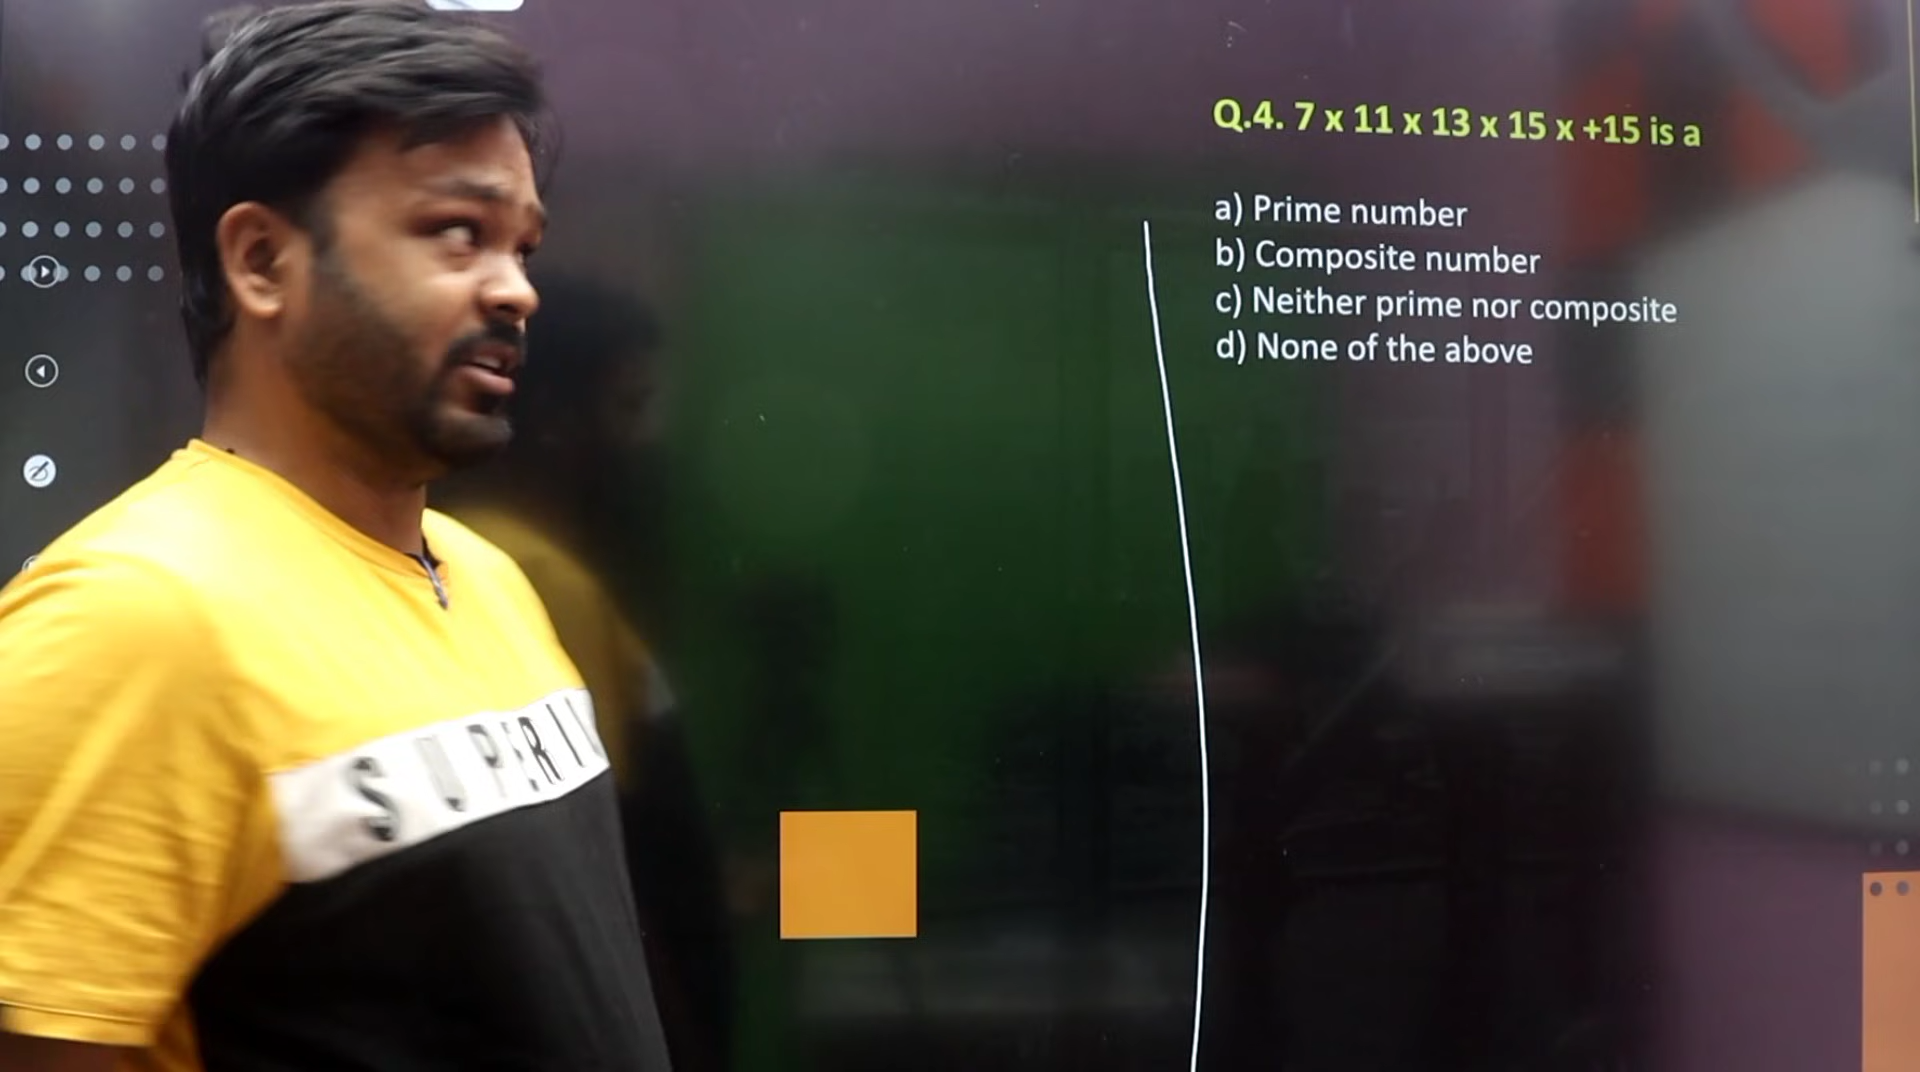 Q.4. 7 x 11 x 13 x 15 x +15 is a
a) Prime number
b) Composite number
c) Neither prime nor composite
d) None of the above